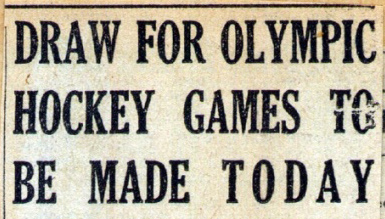 DRAW FOR OLYMPIC
HOCKEY GAMES TO
BE MADE TODAY